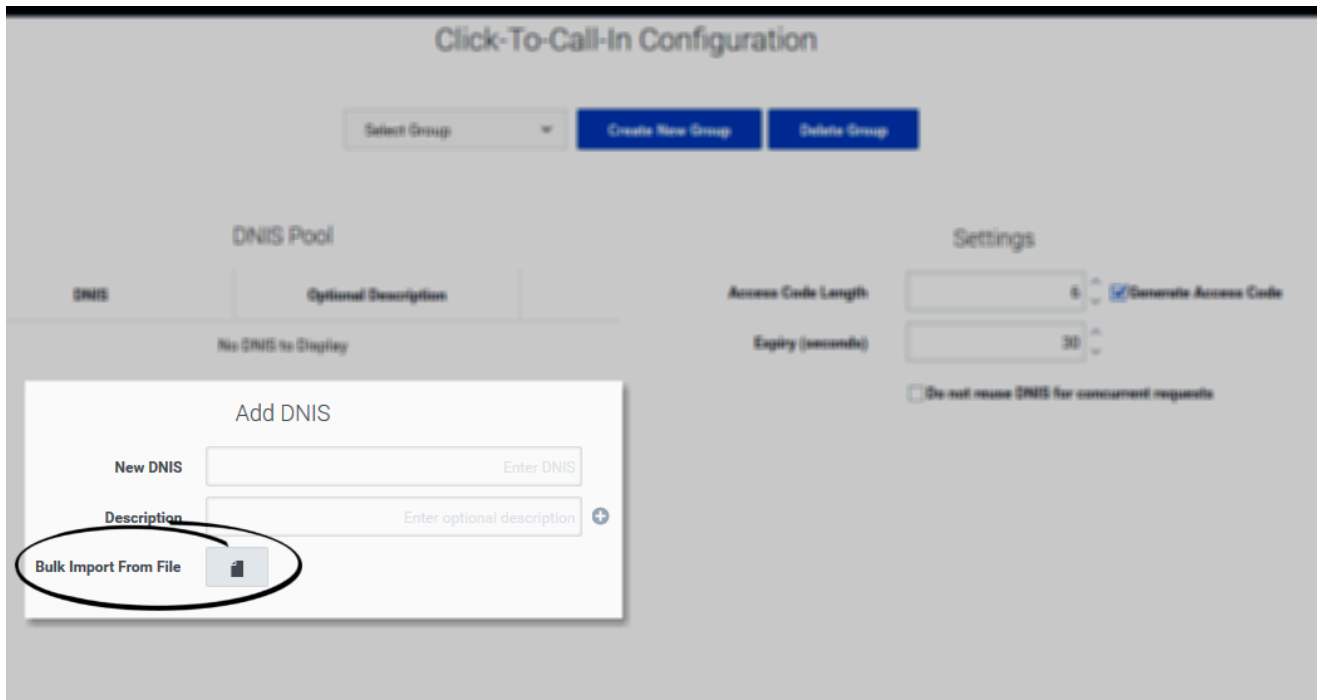 Click-To-Call-In Configuration
Select Group
Create New Group
Delete Group
DNIS Pool
DNIS
Optional Description
No DNIS to Display
Settings
Access Code Length
6
Generate Access Code
Expiry (seconds)
30
Do not reuse DNIS for concurrent requests
Add DNIS
New DNIS
Enter DNIS
Description
Enter optional description
Bulk Import From File